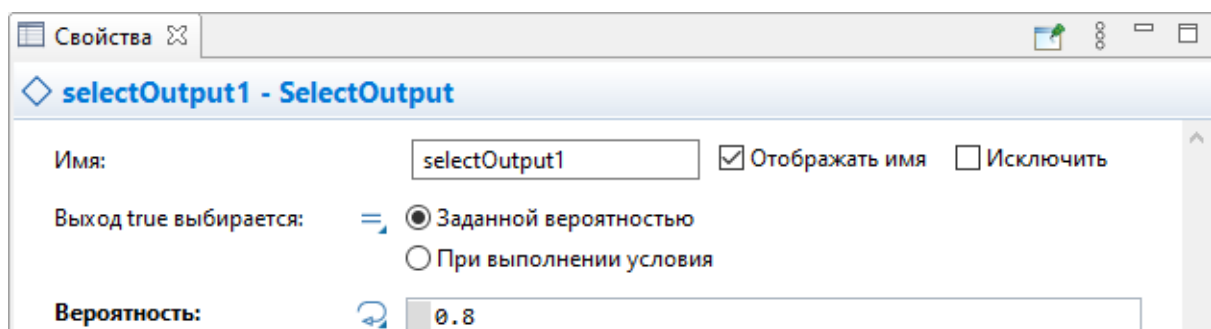 Свойства
selectOutput1 - SelectOutput
Имя: selectOutput1 Отображать имя Исключить
Выход true выбирается: Заданной вероятностью
При выполнении условия
Вероятность: 0.8